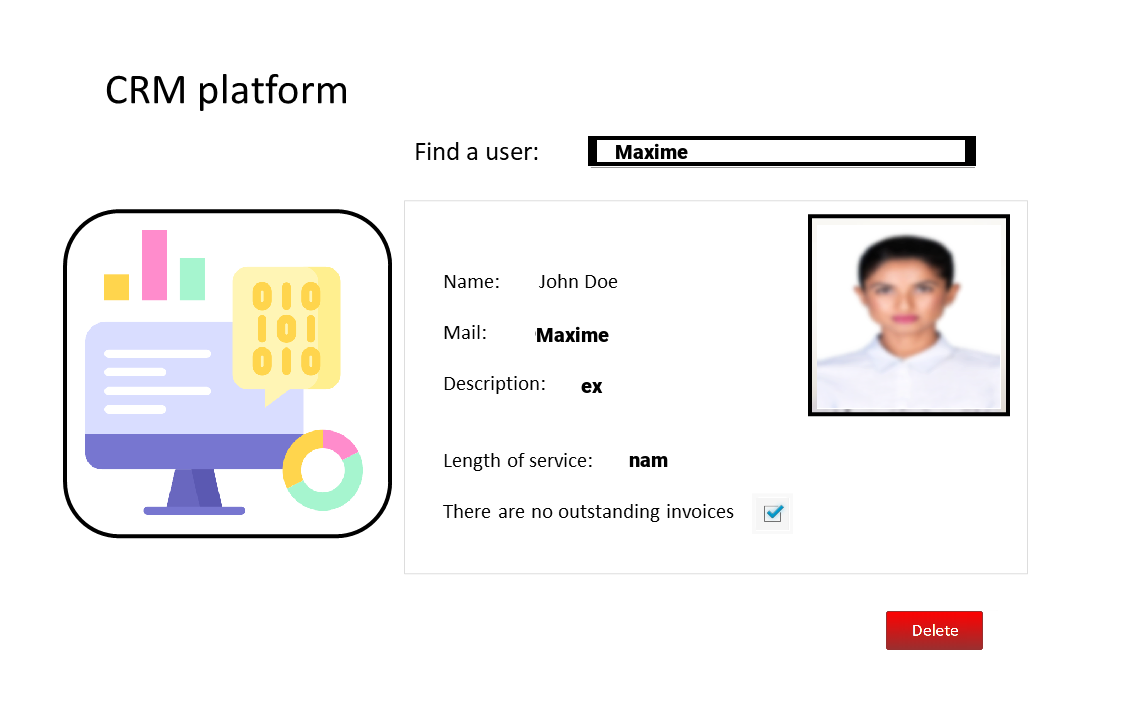 CRM platform
Find a user: Maxime
010
101
010
Name: John Doe
Mail: Maxime
Description: ex
Length of service: nam
There are no outstanding invoices
Delete